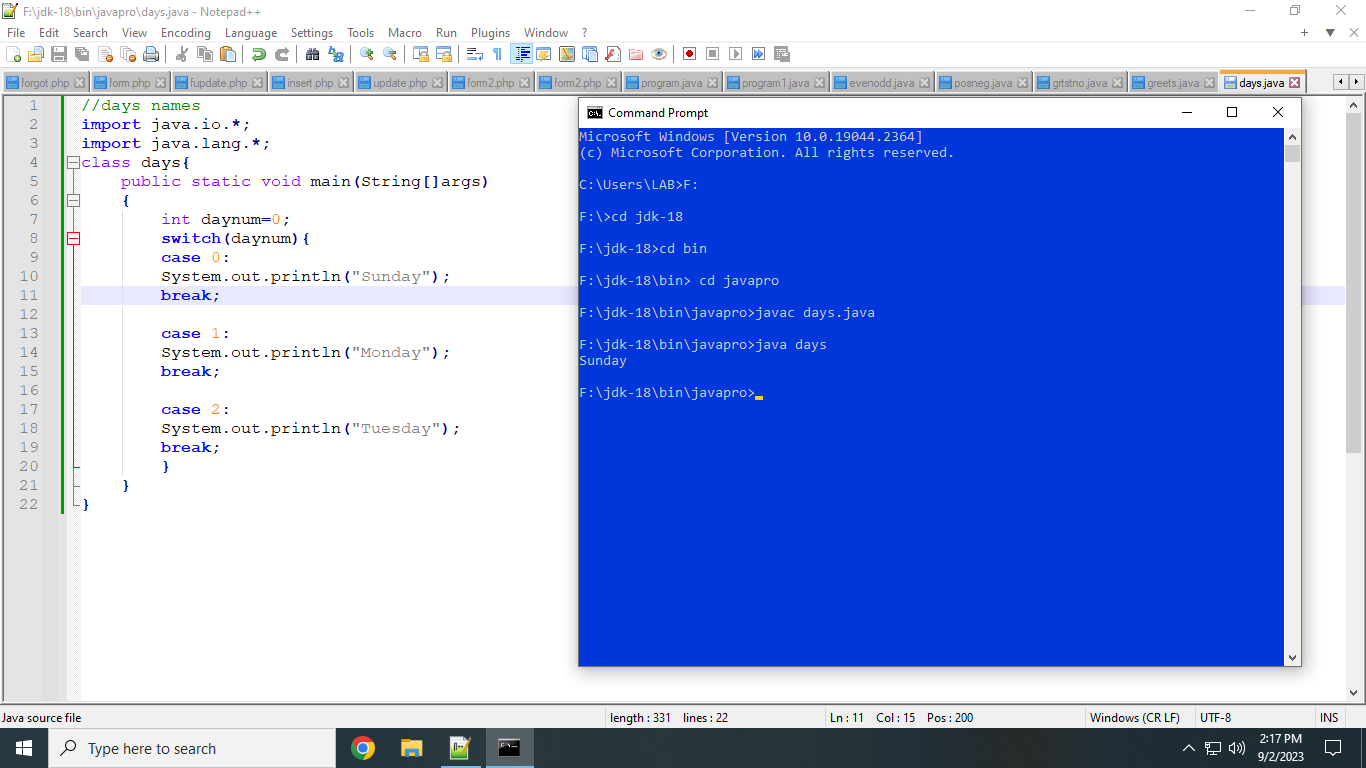 F:\jdk-18\bin\javapro\days.java - Notepad++
File Edit Search View Encoding Language Settings Tools Macro Run Plugins Window ?
+ ▼ X
forgot.php form.php fupdate.php insert.php update.php form2.php form2.php program.java program1.java evenodd.java posneg.java grtstno.java greets.java days.java
1 //days names
2 import java.io.*;
3 import java.lang.*;
4 class days{
5 public static void main(String[]args)
6 {
7 int daynum=0;
8 switch(daynum){
9 case 0:
10 System.out.println("Sunday");
11 break;
12
13 case 1:
14 System.out.println("Monday");
15 break;
16
17 case 2:
18 System.out.println("Tuesday");
19 break;
20 }
21 }
22 }
Command Prompt
Microsoft Windows [Version 10.0.19044.2364]
(c) Microsoft Corporation. All rights reserved.
C:\Users\LAB>F:
F:\>cd jdk-18
F:\jdk-18>cd bin
F:\jdk-18\bin> cd javapro
F:\jdk-18\bin\javapro>javac days.java
F:\jdk-18\bin\javapro>java days
Sunday
F:\jdk-18\bin\javapro>
Java source file length : 331 lines : 22 Ln : 11 Col : 15 Pos : 200 Windows (CR LF) UTF-8 INS
Type here to search
2:17 PM
9/2/2023